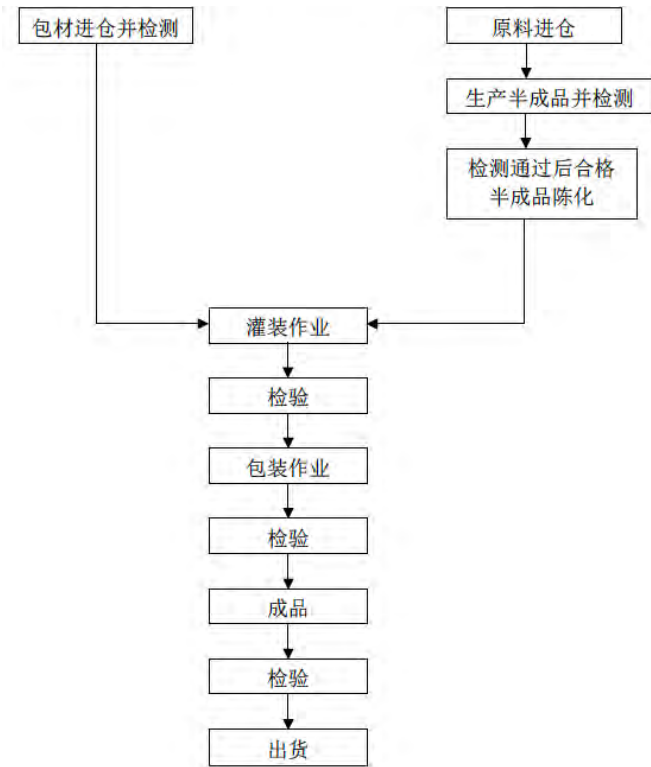 包材进仓并检测
原料进仓
生产半成品并检测
检测通过后合格
半成品陈化
灌装作业
检验
包装作业
检验
成品
检验
出货